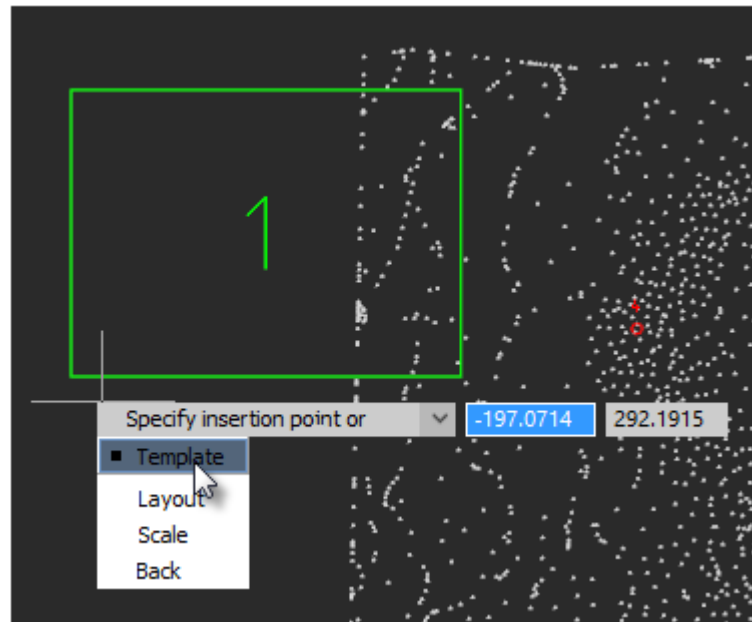 1
Specify insertion point or -197.0714 292.1915
Template
Layout
Scale
Back